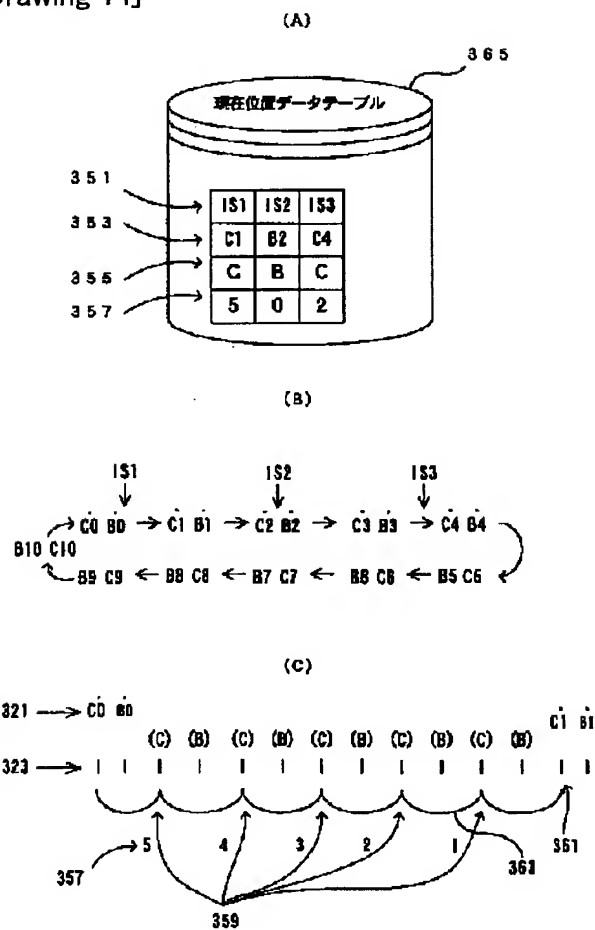 rawing 74]
(A)
365
現在位置データテーブル
351
IS1 IS2 IS3
353
C1 B2 C4
355
C B C
357
5 0 2
(B)
IS1 IS2 IS3
C0 B0 → C1 B1 → C2 B2 → C3 B3 → C4 B4
B10 C10
B9 C9 ← B8 C8 ← B7 C7 ← B6 C6 ← B5 C5
(C)
321 → C0 B0
C1 B1
(C) (B) (C) (B) (C) (B) (C) (B) (C) (B)
323
357 → 5 4 3 2 1
363
361
359